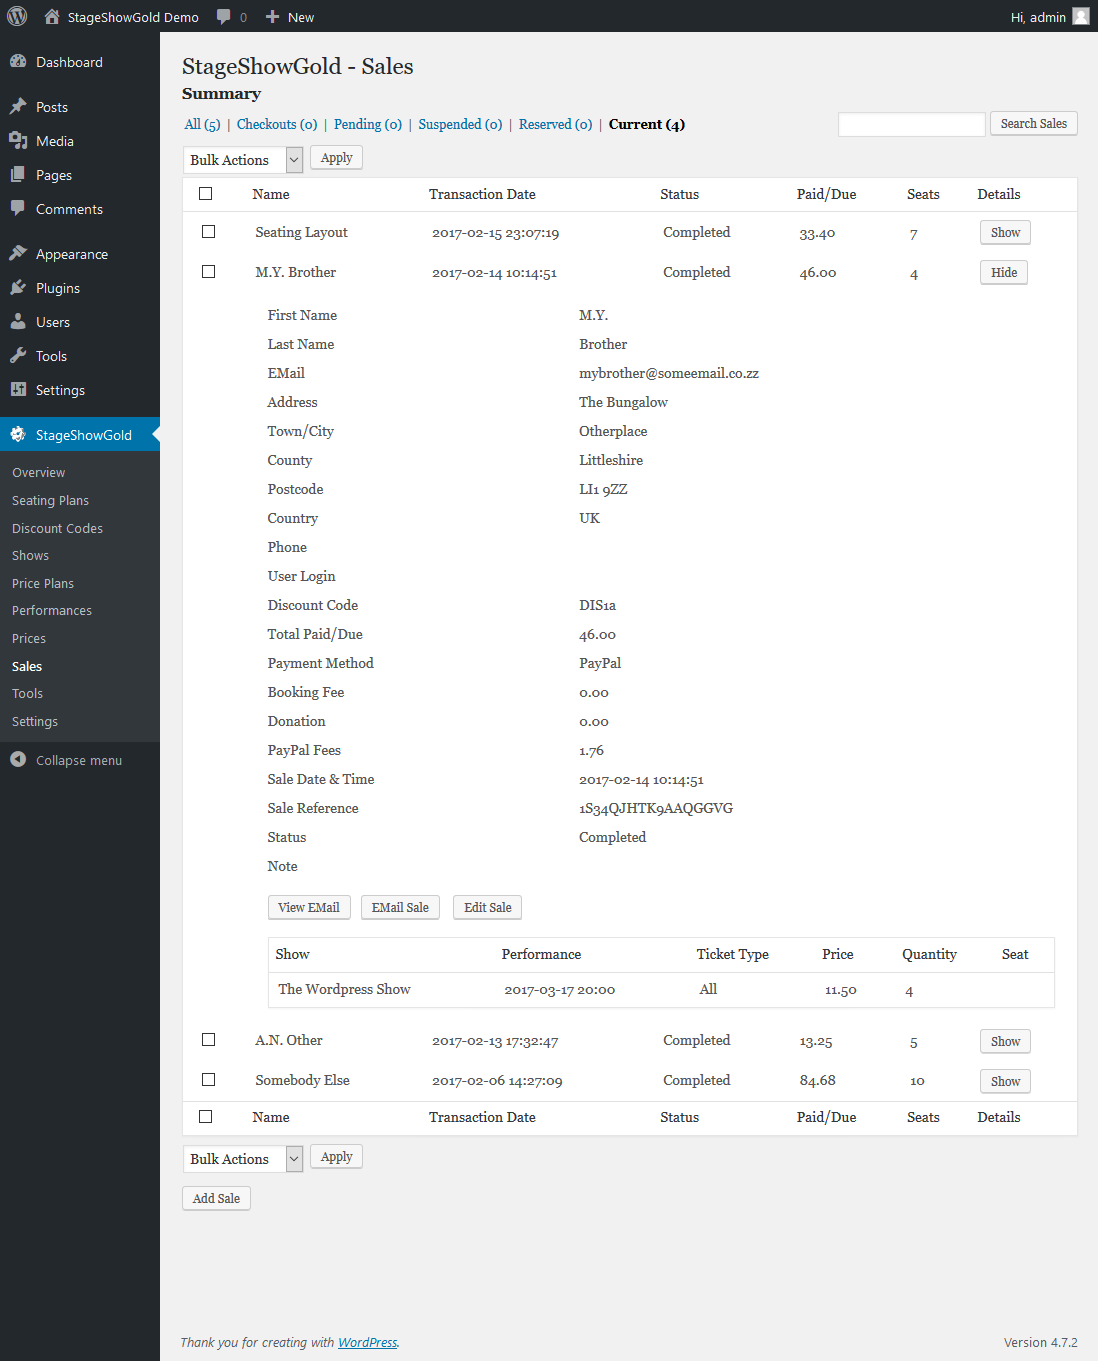 StageShowGold Demo 0 New Hi, admin
Dashboard
Posts
Media
Pages
Comments
Appearance
Plugins
Users
Tools
Settings
StageShowGold
Overview
Seating Plans
Discount Codes
Shows
Price Plans
Performances
Prices
Sales
Tools
Settings
Collapse menu
StageShowGold - Sales
Summary
All (5) | Checkouts (0) | Pending (0) | Suspended (0) | Reserved (0) | Current (4) Search Sales
Bulk Actions Apply
Name Transaction Date Status Paid/Due Seats Details
Seating Layout 2017-02-15 23:07:19 Completed 33.40 7 Show
M.Y. Brother 2017-02-14 10:14:51 Completed 46.00 4 Hide
First Name M.Y.
Last Name Brother
EMail mybrother@someemail.co.zz
Address The Bungalow
Town/City Otherplace
County Littleshire
Postcode LI1 9ZZ
Country UK
Phone
User Login
Discount Code DIS1a
Total Paid/Due 46.00
Payment Method PayPal
Booking Fee 0.00
Donation 0.00
PayPal Fees 1.76
Sale Date & Time 2017-02-14 10:14:51
Sale Reference 1S34QJHTK9AAQGGVG
Status Completed
Note
View EMail EMail Sale Edit Sale
Show Performance Ticket Type Price Quantity Seat
The Wordpress Show 2017-03-17 20:00 All 11.50 4
A.N. Other 2017-02-13 17:32:47 Completed 13.25 5 Show
Somebody Else 2017-02-06 14:27:09 Completed 84.68 10 Show
Name Transaction Date Status Paid/Due Seats Details
Bulk Actions Apply
Add Sale
Thank you for creating with WordPress. Version 4.7.2